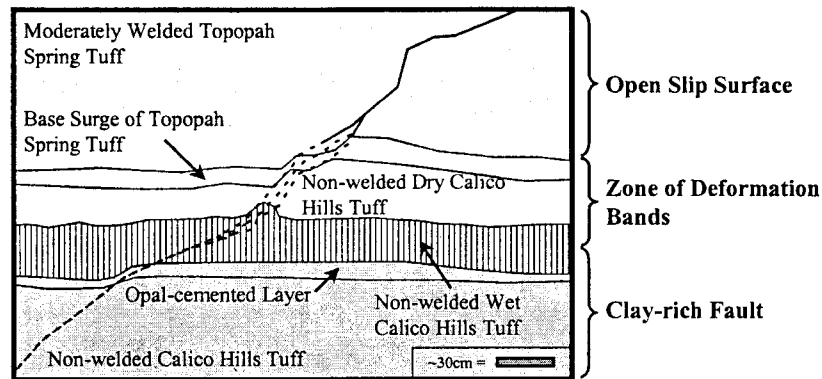 Moderately Welded Topopah
Spring Tuff
Open Slip Surface
Base Surge of Topopah
Spring Tuff
Non-welded Dry Calico
Hills Tuff
Zone of Deformation
Bands
Opal-cemented Layer
Non-welded Wet
Calico Hills Tuff
Clay-rich Fault
Non-welded Calico Hills Tuff
~30cm =